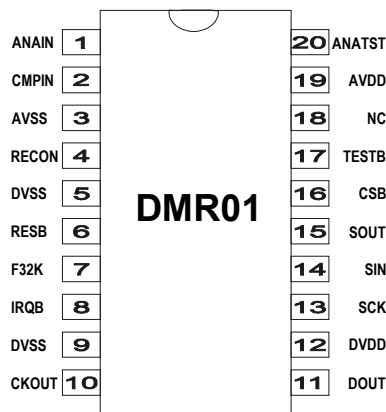 ANAIN 1 20 ANATST
CMPIN 2 19 AVDD
AVSS 3 18 NC
RECON 4 17 TESTB
DVSS 5 16 CSB
DMR01
RESB 6 15 SOUT
F32K 7 14 SIN
IRQB 8 13 SCK
DVSS 9 12 DVDD
CKOUT 10 11 DOUT